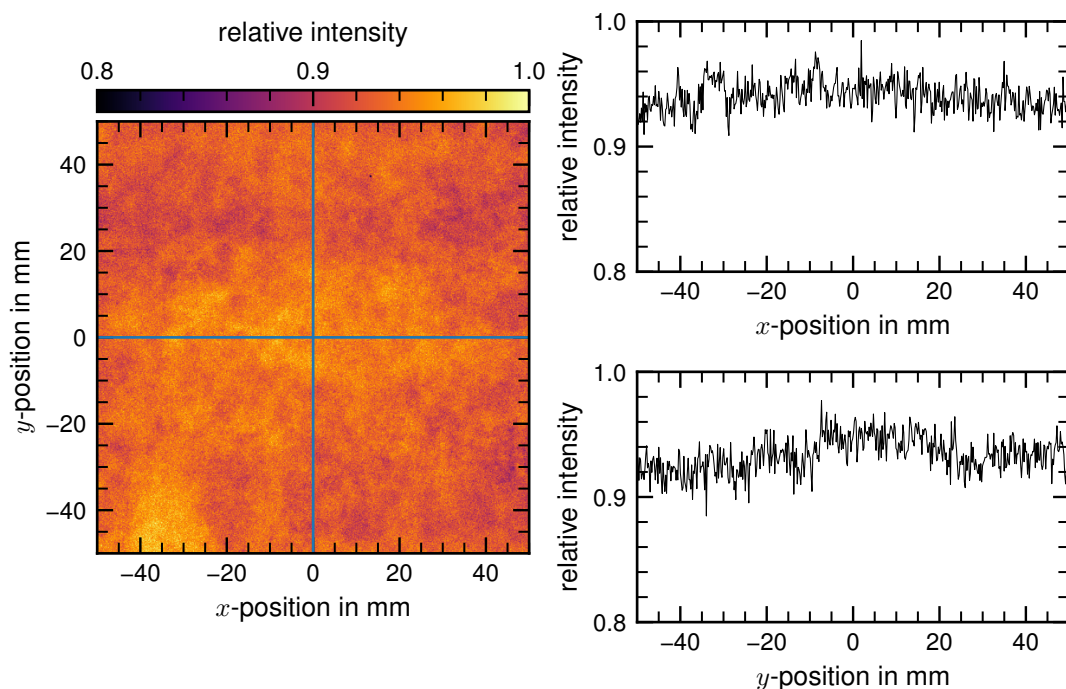 relative intensity
0.8 0.9 1.0
40
20
0
−20
−40
y-position in mm
−40 −20 0 20 40
x-position in mm
1.0
0.9
0.8
relative intensity
−40 −20 0 20 40
x-position in mm
1.0
0.9
0.8
relative intensity
−40 −20 0 20 40
y-position in mm